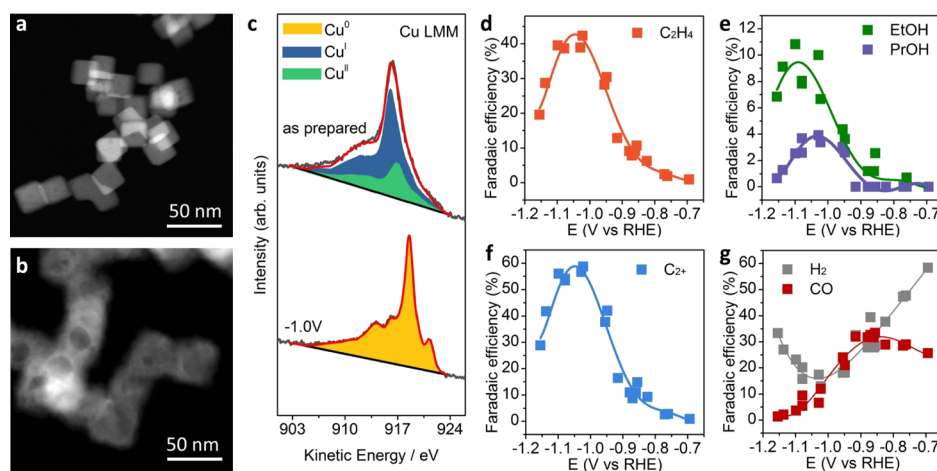 a
50 nm
b
50 nm
c
Cu LMM
Cu⁰
Cuᴵ
Cuᴵᴵ
as prepared
-1.0V
Intensity (arb. units)
903 910 917 924
Kinetic Energy / eV
d
C₂H₄
Faradaic efficiency (%)
40
30
20
10
0
-1.2 -1.1 -1.0 -0.9 -0.8 -0.7
E (V vs RHE)
e
EtOH
PrOH
Faradaic efficiency (%)
12
10
8
6
4
2
0
-1.2 -1.1 -1.0 -0.9 -0.8 -0.7
E (V vs RHE)
f
C₂₊
Faradaic efficiency (%)
60
50
40
30
20
10
0
-1.2 -1.1 -1.0 -0.9 -0.8 -0.7
E (V vs RHE)
g
H₂
CO
Faradaic efficiency (%)
60
50
40
30
20
10
0
-1.2 -1.1 -1.0 -0.9 -0.8 -0.7
E (V vs RHE)